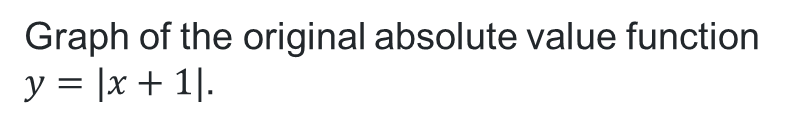 Graph of the original absolute value function
y = |x + 1|.